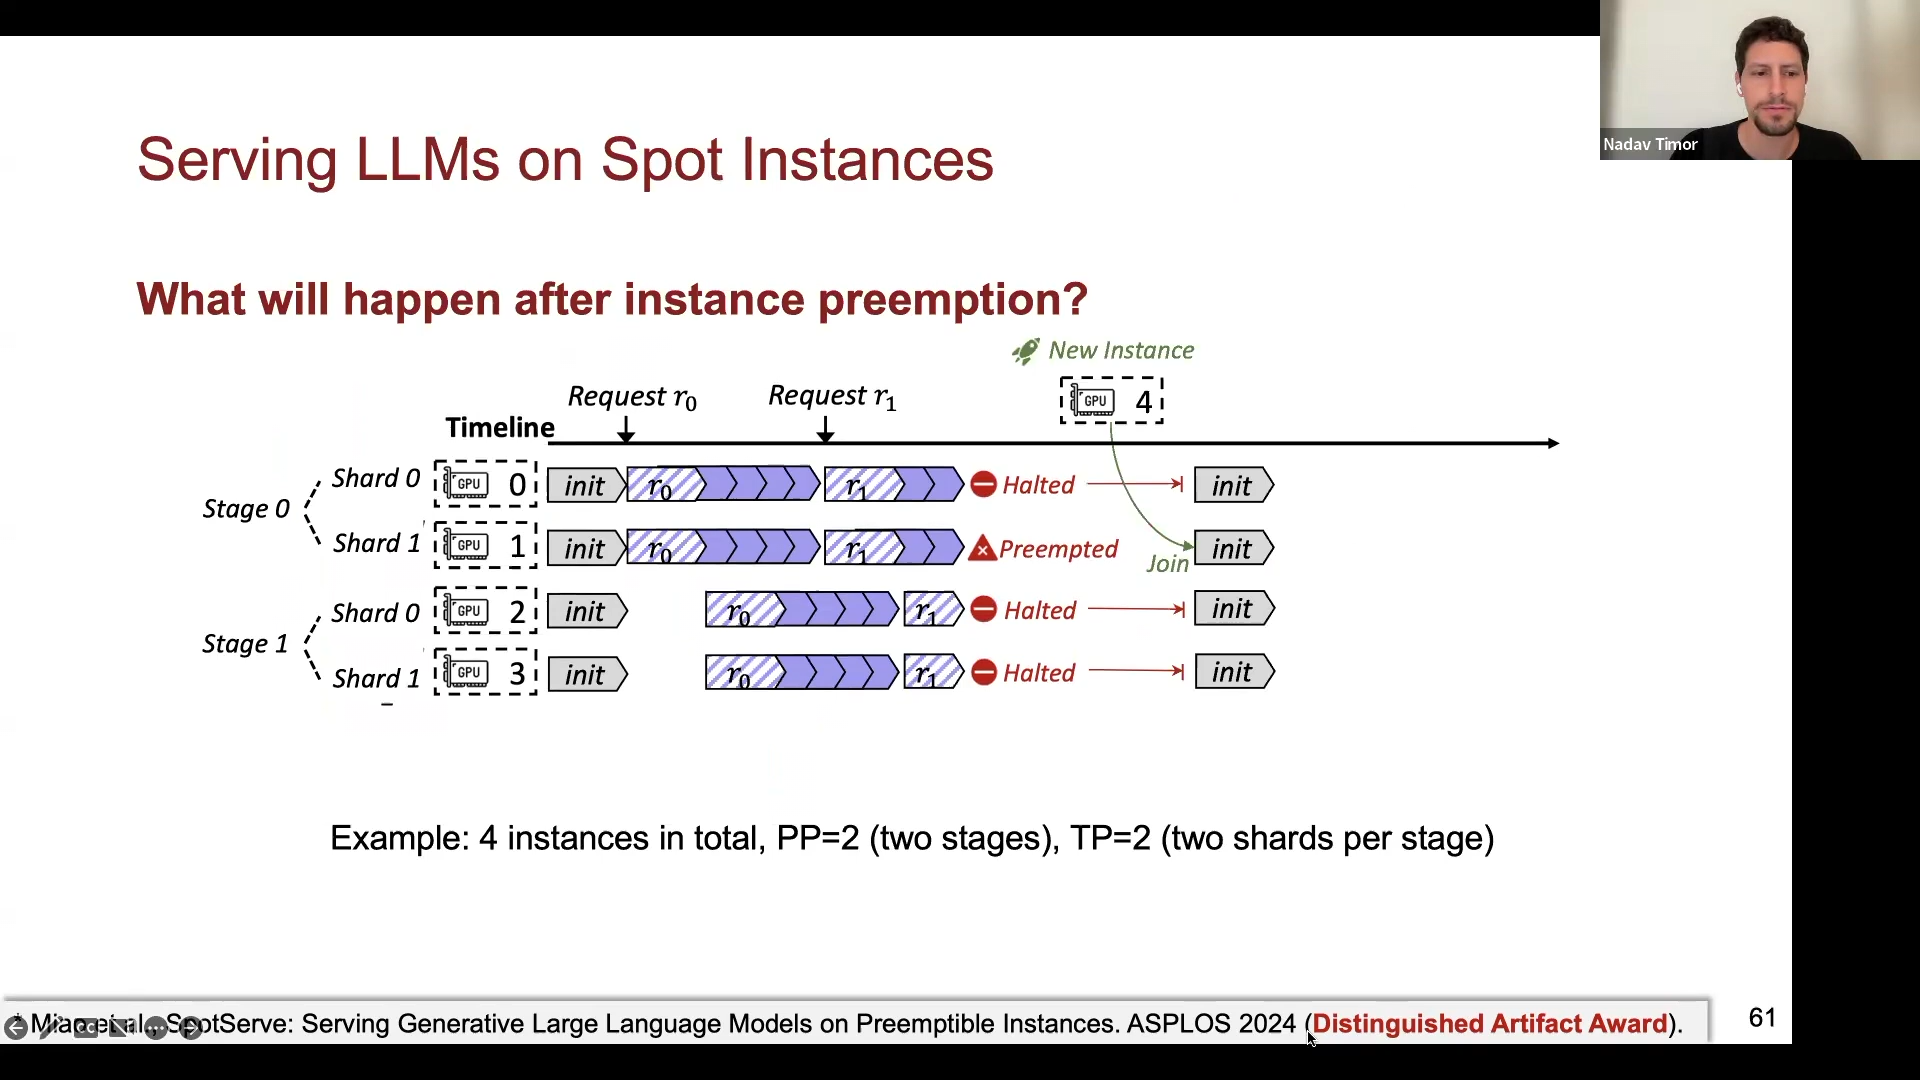 Nadav Timor
Serving LLMs on Spot Instances
What will happen after instance preemption?
New Instance
GPU 4
Request r0
Request r1
Timeline
Stage 0
Shard 0 GPU 0 init r0 r1 Halted init
Shard 1 GPU 1 init r0 r1 Preempted Join init
Stage 1
Shard 0 GPU 2 init r0 r1 Halted init
Shard 1 GPU 3 init r0 r1 Halted init
Example: 4 instances in total, PP=2 (two stages), TP=2 (two shards per stage)
* Miao et al., SpotServe: Serving Generative Large Language Models on Preemptible Instances. ASPLOS 2024 (Distinguished Artifact Award).
61